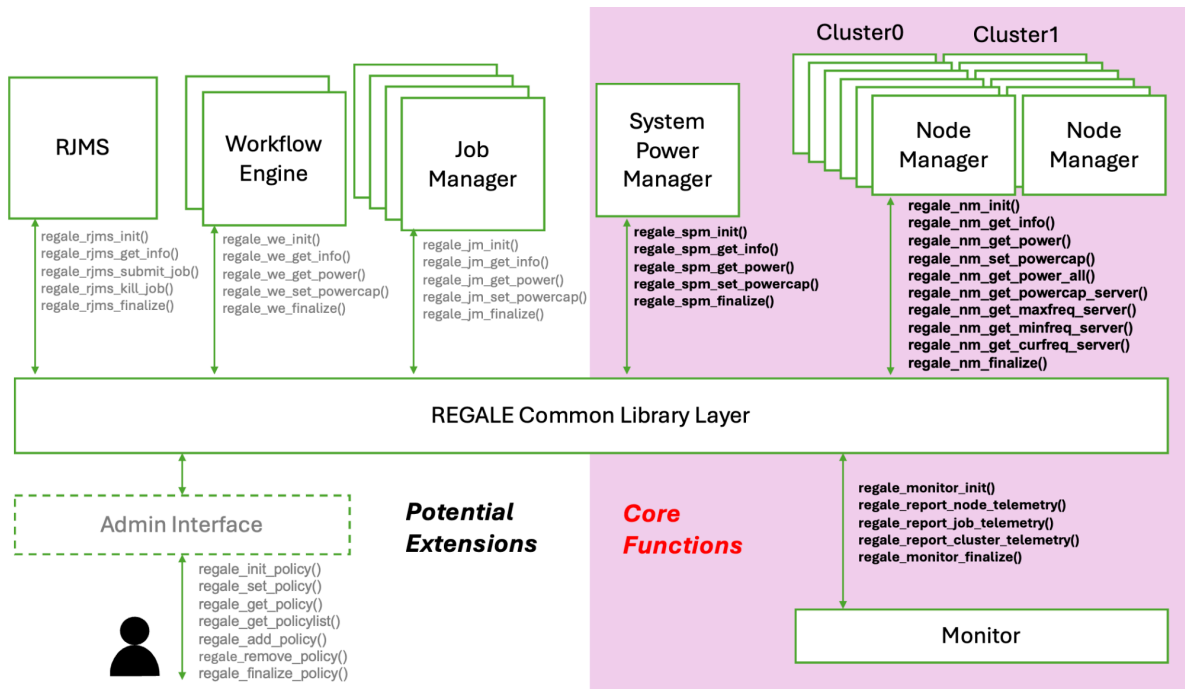 Cluster0
Cluster1
RJMS
Workflow
Engine
Job
Manager
System
Power
Manager
Node
Manager
Node
Manager
regale_rjms_init()
regale_rjms_get_info()
regale_rjms_submit_job()
regale_rjms_kill_job()
regale_rjms_finalize()
regale_we_init()
regale_we_get_info()
regale_we_get_power()
regale_we_set_powercap()
regale_we_finalize()
regale_jm_init()
regale_jm_get_info()
regale_jm_get_power()
regale_jm_set_powercap()
regale_jm_finalize()
regale_spm_init()
regale_spm_get_info()
regale_spm_get_power()
regale_spm_set_powercap()
regale_spm_finalize()
regale_nm_init()
regale_nm_get_info()
regale_nm_get_power()
regale_nm_set_powercap()
regale_nm_get_power_all()
regale_nm_get_powercap_server()
regale_nm_get_maxfreq_server()
regale_nm_get_minfreq_server()
regale_nm_get_curfreq_server()
regale_nm_finalize()
REGALE Common Library Layer
Admin Interface
Potential
Extensions
Core
Functions
regale_monitor_init()
regale_report_node_telemetry()
regale_report_job_telemetry()
regale_report_cluster_telemetry()
regale_monitor_finalize()
regale_init_policy()
regale_set_policy()
regale_get_policy()
regale_get_policylist()
regale_add_policy()
regale_remove_policy()
regale_finalize_policy()
Monitor